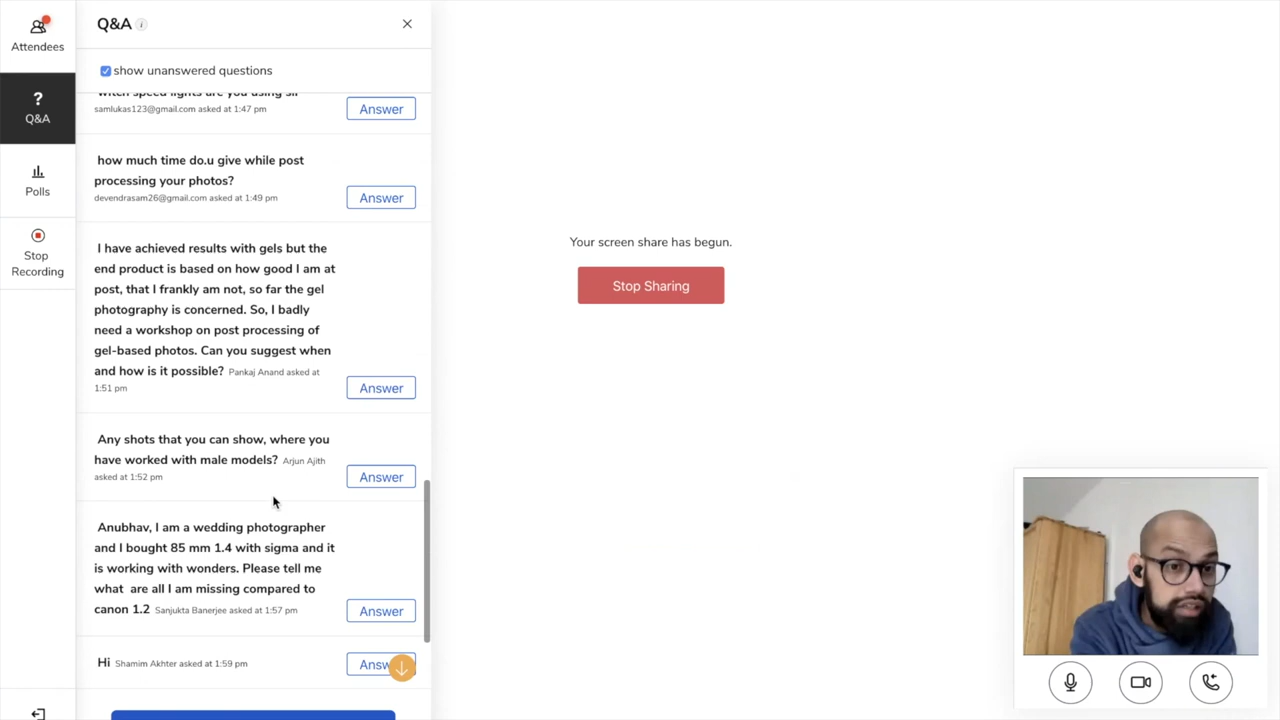 Attendees
?
Q&A
Polls
Stop
Recording
Q&A i
show unanswered questions
witch speed lights are you using sir
samlukas123@gmail.com asked at 1:47 pm
Answer
how much time do.u give while post
processing your photos?
devendrasam26@gmail.com asked at 1:49 pm
Answer
I have achieved results with gels but the
end product is based on how good I am at
post, that I frankly am not, so far the gel
photography is concerned. So, I badly
need a workshop on post processing of
gel-based photos. Can you suggest when
and how is it possible? Pankaj Anand asked at
1:51 pm
Answer
Any shots that you can show, where you
have worked with male models? Arjun Ajith
asked at 1:52 pm
Answer
Anubhav, I am a wedding photographer
and I bought 85 mm 1.4 with sigma and it
is working with wonders. Please tell me
what are all I am missing compared to
canon 1.2 Sanjukta Banerjee asked at 1:57 pm
Answer
Hi Shamim Akhter asked at 1:59 pm
Answ
Your screen share has begun.
Stop Sharing